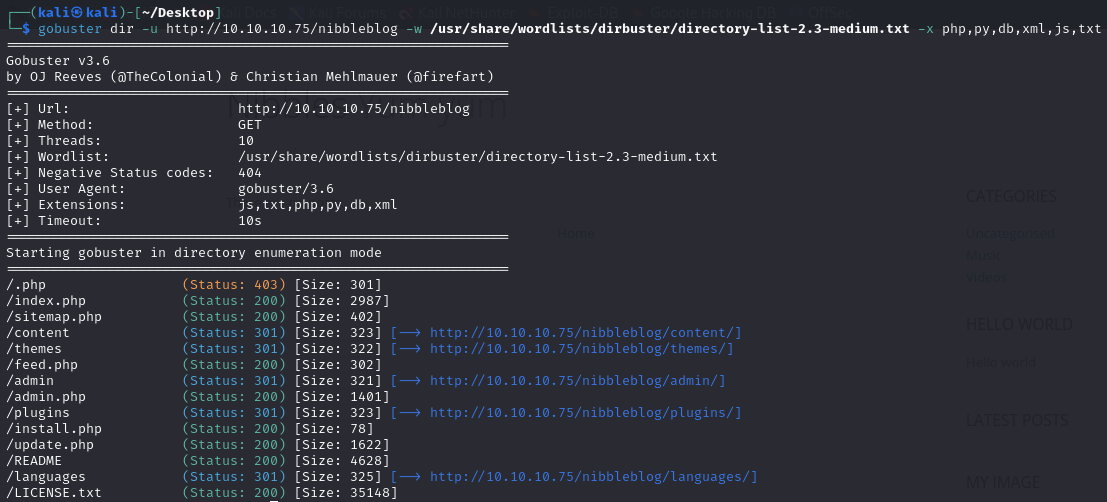 ┌──(kali㉿kali)-[~/Desktop]
└─$ gobuster dir -u http://10.10.10.75/nibbleblog -w /usr/share/wordlists/dirbuster/directory-list-2.3-medium.txt -x php,py,db,xml,js,txt
===============================================================
Gobuster v3.6
by OJ Reeves (@TheColonial) & Christian Mehlmauer (@firefart)
===============================================================
[+] Url:                     http://10.10.10.75/nibbleblog
[+] Method:                  GET
[+] Threads:                 10
[+] Wordlist:                /usr/share/wordlists/dirbuster/directory-list-2.3-medium.txt
[+] Negative Status codes:   404
[+] User Agent:              gobuster/3.6
[+] Extensions:              js,txt,php,py,db,xml
[+] Timeout:                 10s
===============================================================
Starting gobuster in directory enumeration mode
===============================================================
/.php                 (Status: 403) [Size: 301]
/index.php            (Status: 200) [Size: 2987]
/sitemap.php          (Status: 200) [Size: 402]
/content              (Status: 301) [Size: 323] [--> http://10.10.10.75/nibbleblog/content/]
/themes               (Status: 301) [Size: 322] [--> http://10.10.10.75/nibbleblog/themes/]
/feed.php             (Status: 200) [Size: 302]
/admin                (Status: 301) [Size: 321] [--> http://10.10.10.75/nibbleblog/admin/]
/admin.php            (Status: 200) [Size: 1401]
/plugins              (Status: 301) [Size: 323] [--> http://10.10.10.75/nibbleblog/plugins/]
/install.php          (Status: 200) [Size: 78]
/update.php           (Status: 200) [Size: 1622]
/README               (Status: 200) [Size: 4628]
/languages            (Status: 301) [Size: 325] [--> http://10.10.10.75/nibbleblog/languages/]
/LICENSE.txt          (Status: 200) [Size: 35148]
Home
CATEGORIES
Uncategorised
Music
Videos
HELLO WORLD
Hello world
LATEST POSTS
MY IMAGE